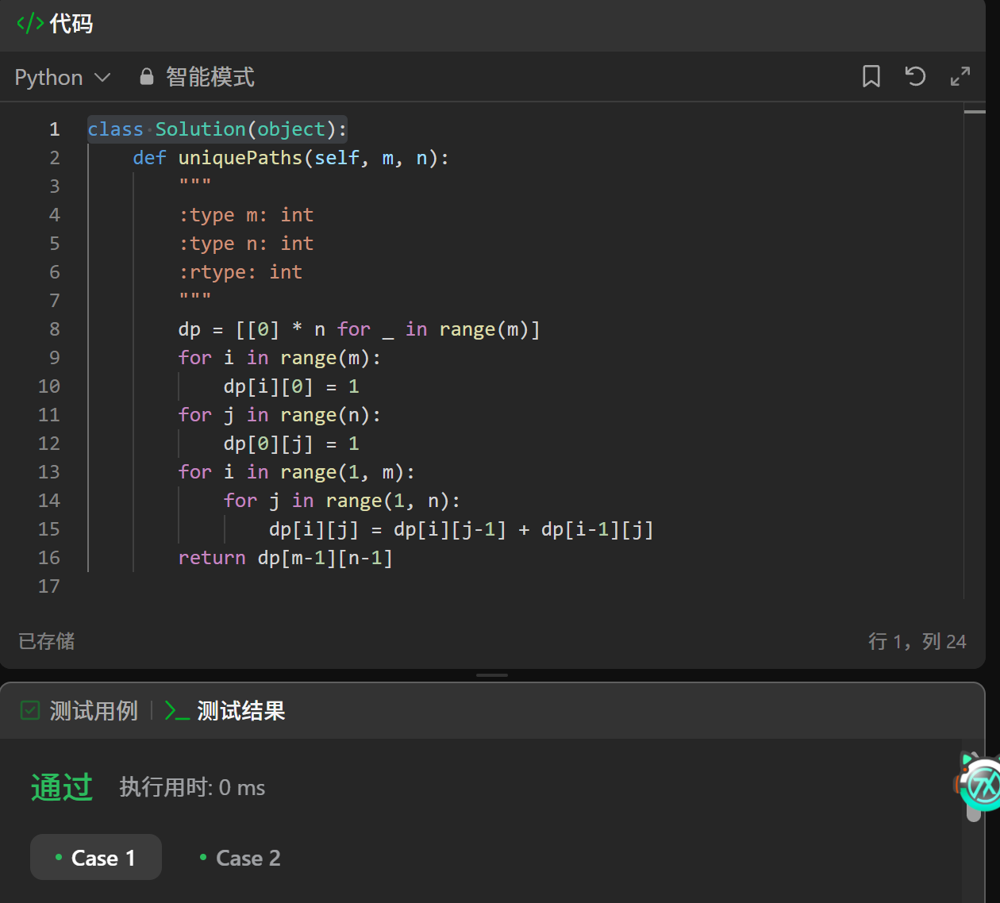 </> 代码
Python 智能模式
1 class Solution(object):
2     def uniquePaths(self, m, n):
3         """
4         :type m: int
5         :type n: int
6         :rtype: int
7         """
8         dp = [[0] * n for _ in range(m)]
9         for i in range(m):
10             dp[i][0] = 1
11         for j in range(n):
12             dp[0][j] = 1
13         for i in range(1, m):
14             for j in range(1, n):
15                 dp[i][j] = dp[i][j-1] + dp[i-1][j]
16         return dp[m-1][n-1]
17
已存储 行 1，列 24
测试用例 | >_ 测试结果
通过 执行用时: 0 ms
7X
• Case 1 • Case 2